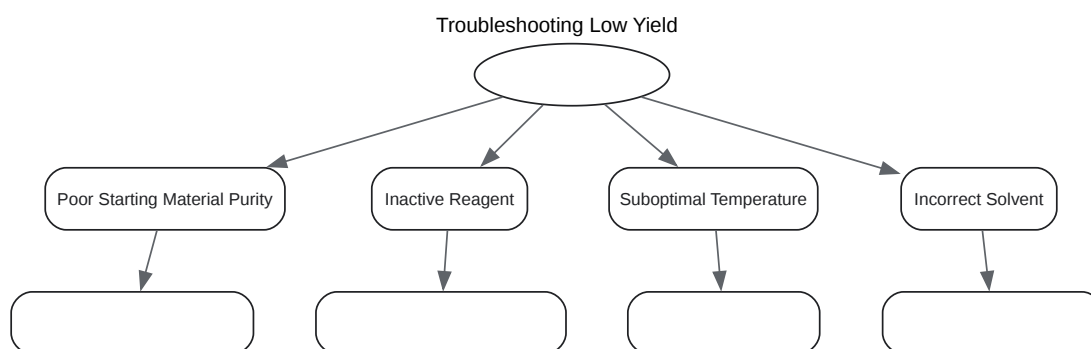 Troubleshooting Low Yield
Poor Starting Material Purity
Inactive Reagent
Suboptimal Temperature
Incorrect Solvent